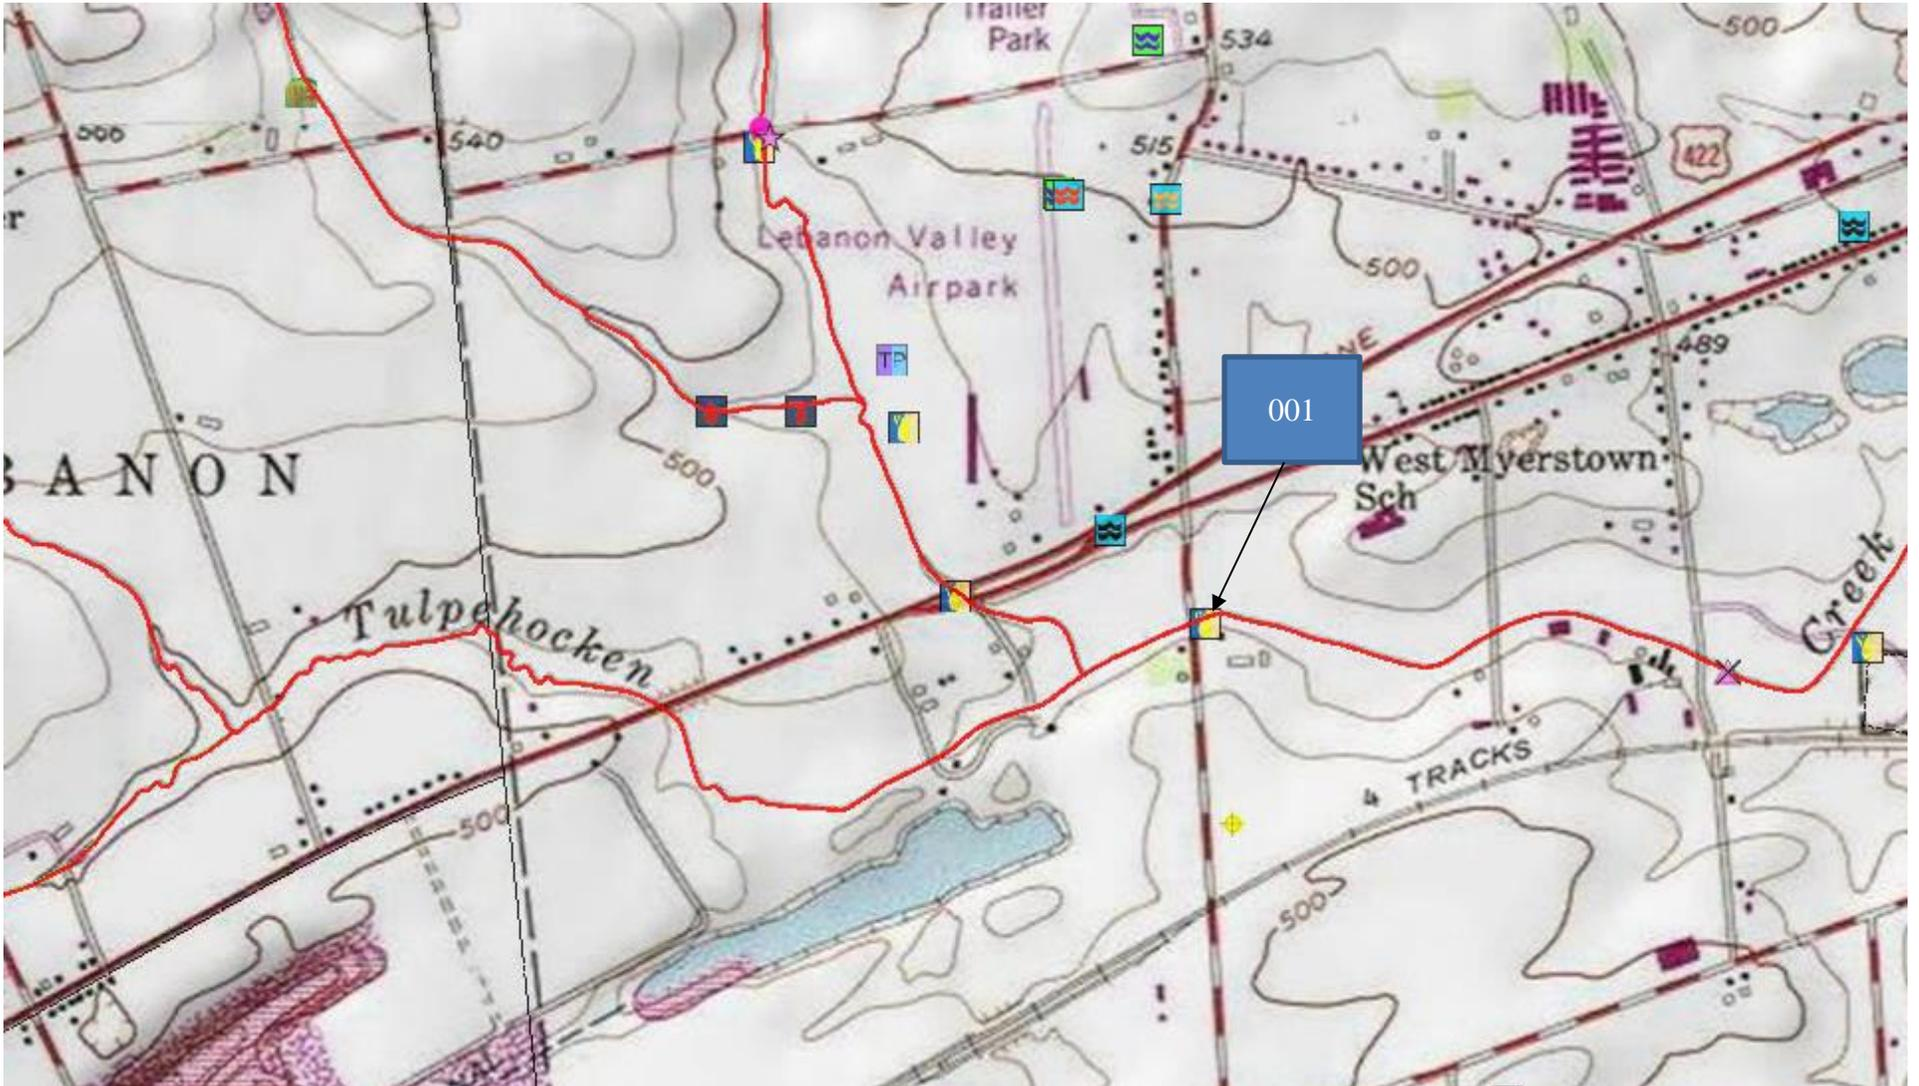 Trailer
Park
500
534
566
540
515
422
Lebanon Valley
Airpark
500
TP
489
001
West Myerstown
Sch
500
BANON
Tulpehocken
Creek
4 TRACKS
500
500